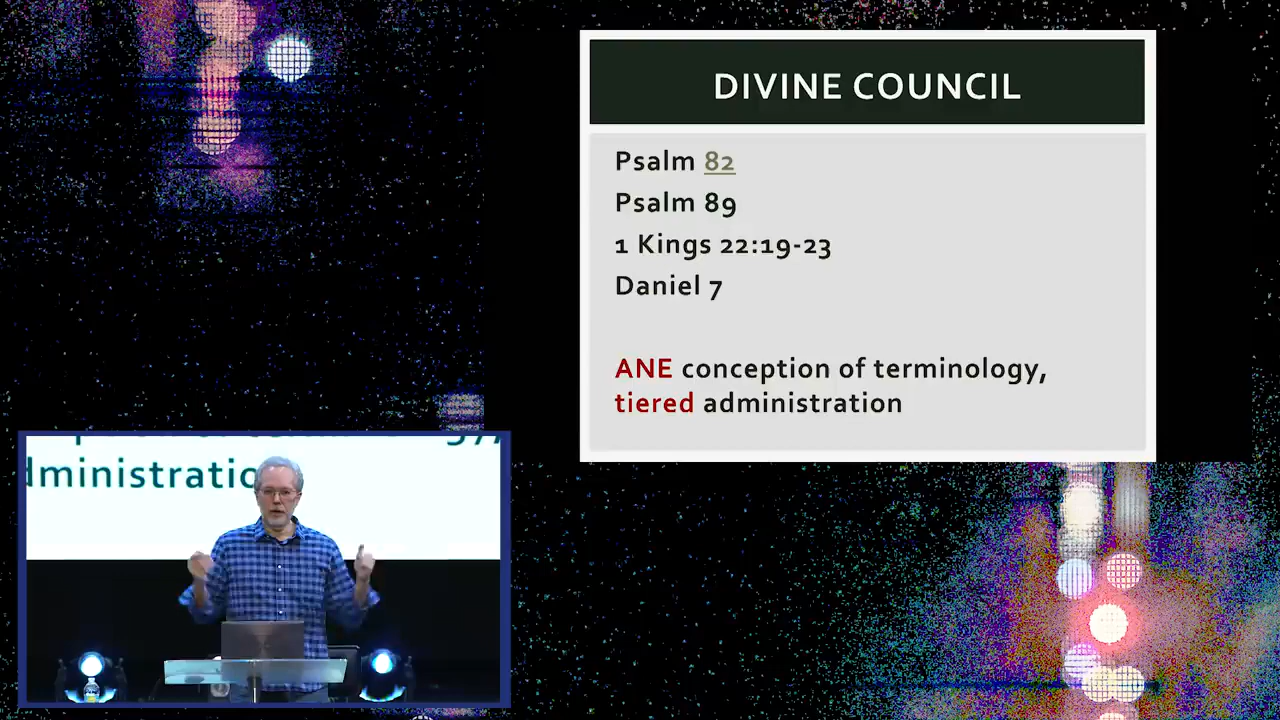 DIVINE COUNCIL
Psalm 82
Psalm 89
1 Kings 22:19-23
Daniel 7
ANE conception of terminology,
tiered administration
dministratio